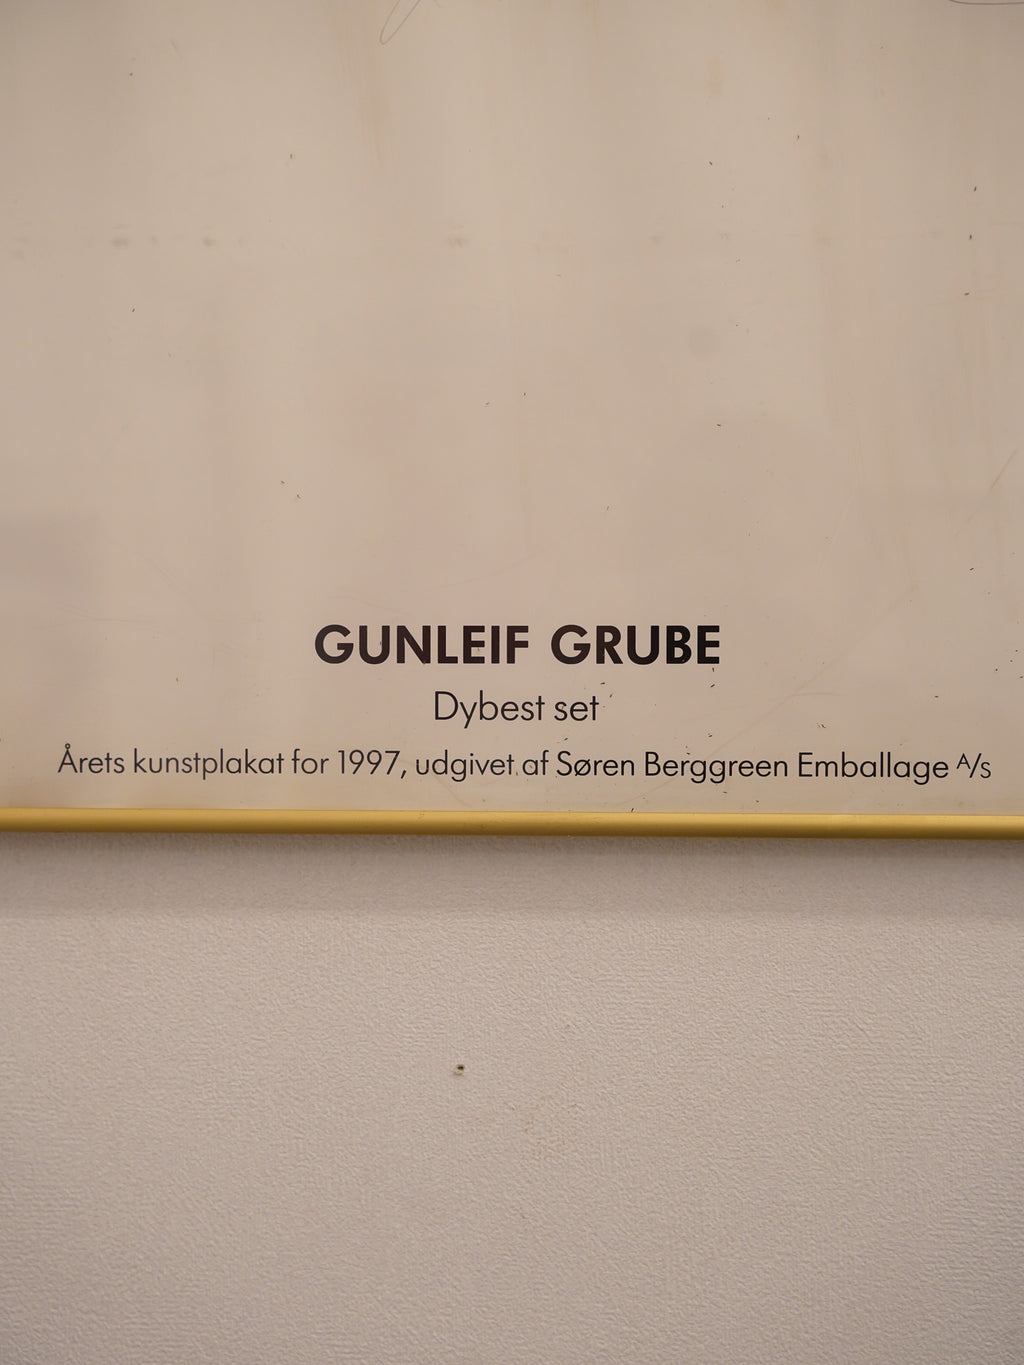 GUNLEIF GRUBE
Dybest set
Årets kunstplakat for 1997, udgivet af Søren Berggreen Emballage A/s